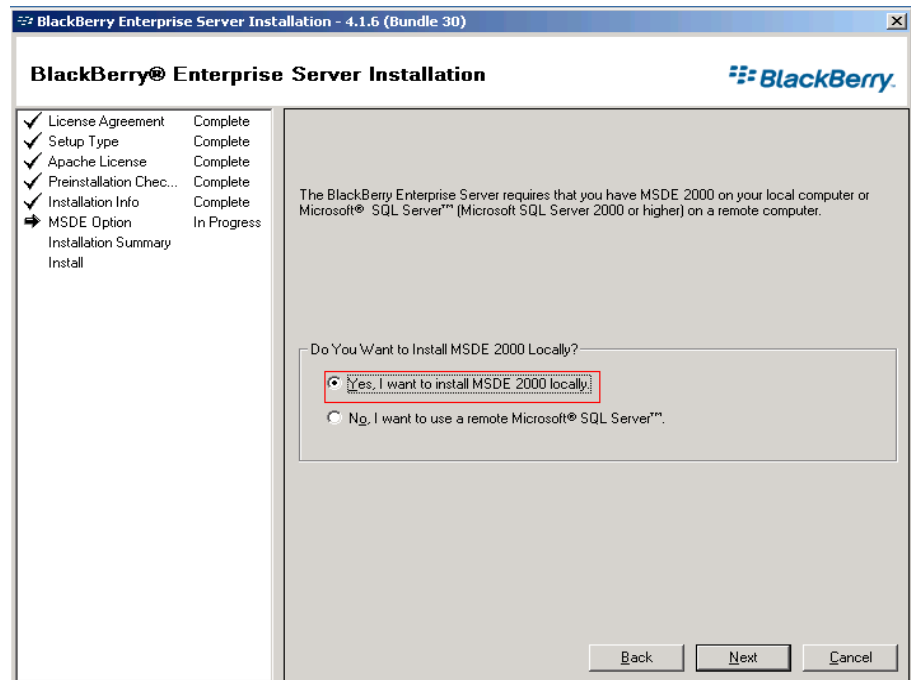 BlackBerry Enterprise Server Installation - 4.1.6 (Bundle 30)
BlackBerry® Enterprise Server Installation
BlackBerry.
License Agreement Complete
Setup Type Complete
Apache License Complete
Preinstallation Chec... Complete
Installation Info Complete
MSDE Option In Progress
Installation Summary
Install
The BlackBerry Enterprise Server requires that you have MSDE 2000 on your local computer or
Microsoft® SQL Server™ (Microsoft SQL Server 2000 or higher) on a remote computer.
Do You Want to Install MSDE 2000 Locally?
Yes, I want to install MSDE 2000 locally.
No, I want to use a remote Microsoft® SQL Server™.
Back Next Cancel